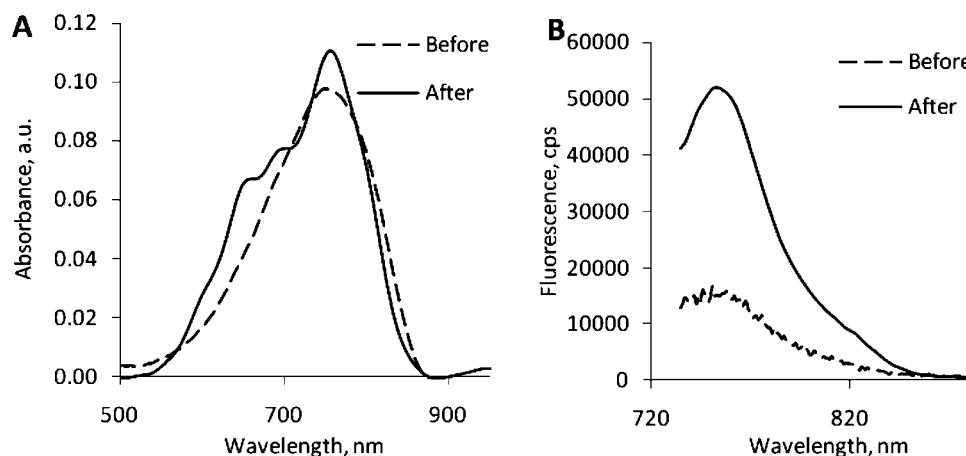 A
Absorbance, a.u.
0.12
0.10
0.08
0.06
0.04
0.02
0.00
500
700
900
Wavelength, nm
Before
After
B
Fluorescence, cps
60000
50000
40000
30000
20000
10000
0
720
820
Wavelength, nm
Before
After